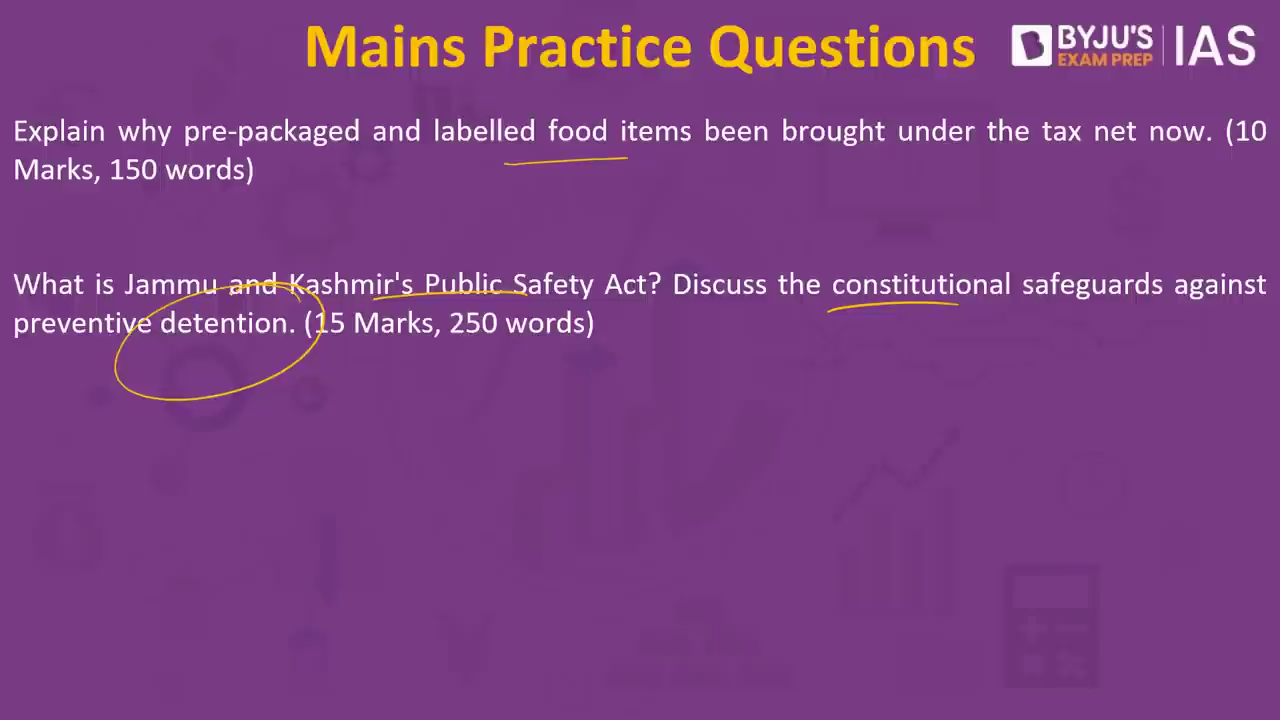 Mains Practice Questions
BYJU'S
EXAM PREP
IAS
Explain why pre-packaged and labelled food items been brought under the tax net now. (10
Marks, 150 words)
What is Jammu and Kashmir's Public Safety Act? Discuss the constitutional safeguards against
preventive detention. (15 Marks, 250 words)